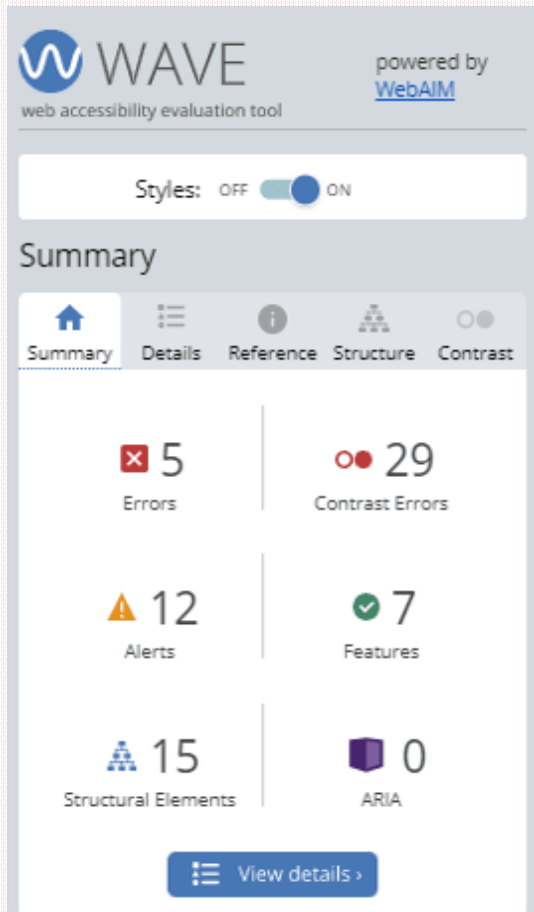 WAVE
powered by
WebAIM
web accessibility evaluation tool
Styles: OFF ON
Summary
Summary Details Reference Structure Contrast
5 29
Errors Contrast Errors
12 7
Alerts Features
15 0
Structural Elements ARIA
View details ›